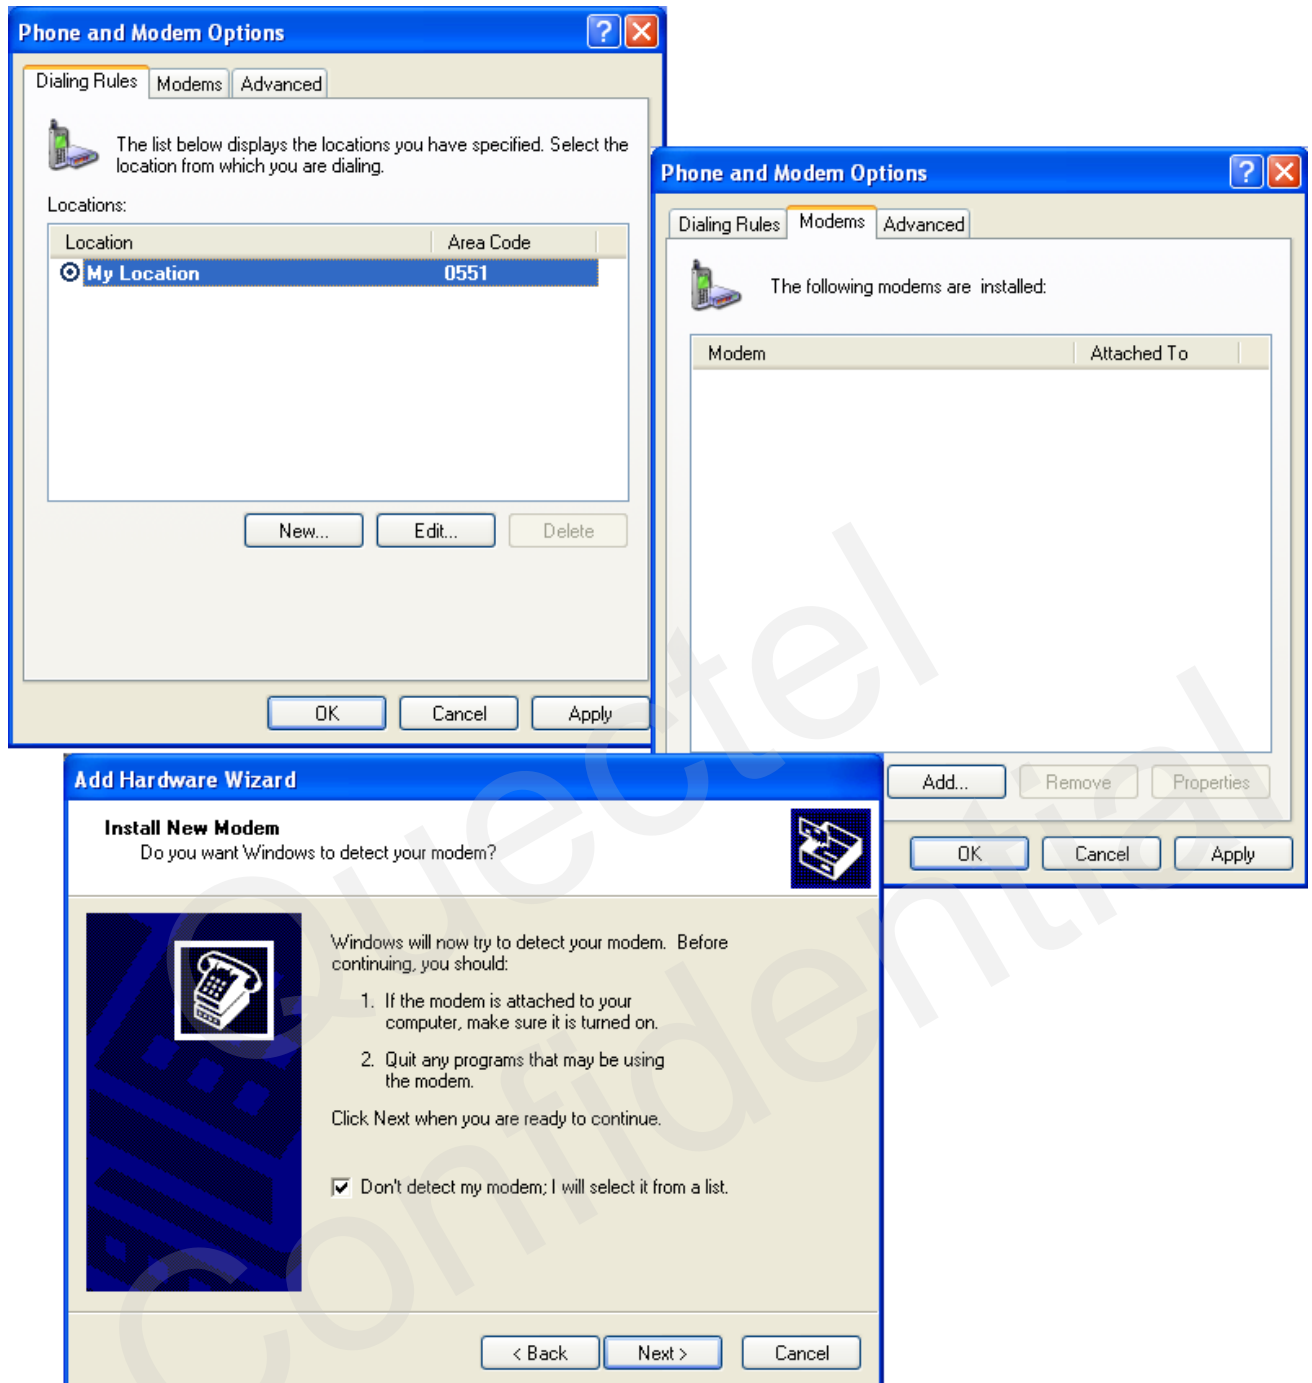 Phone and Modem Options
Dialing Rules Modems Advanced
The list below displays the locations you have specified. Select the
location from which you are dialing.
Locations:
Location Area Code
My Location 0551
New... Edit... Delete
OK Cancel Apply
Phone and Modem Options
Dialing Rules Modems Advanced
The following modems are installed:
Modem Attached To
Add... Remove Properties
OK Cancel Apply
Add Hardware Wizard
Install New Modem
Do you want Windows to detect your modem?
Windows will now try to detect your modem. Before
continuing, you should:
1. If the modem is attached to your
computer, make sure it is turned on.
2. Quit any programs that may be using
the modem.
Click Next when you are ready to continue.
Don't detect my modem; I will select it from a list.
< Back Next > Cancel
Quectel
Confidential